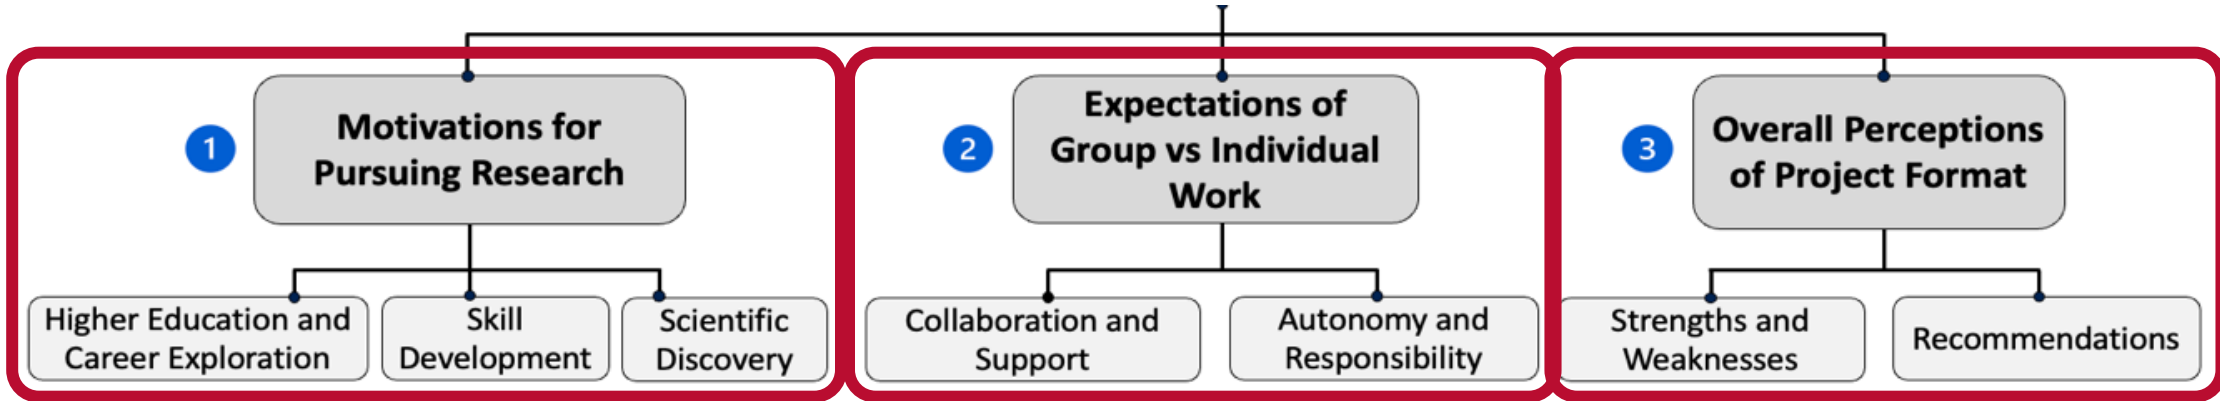 1
Motivations for
Pursuing Research
Higher Education and
Career Exploration
Skill
Development
Scientific
Discovery
2
Expectations of
Group vs Individual
Work
Collaboration and
Support
Autonomy and
Responsibility
3
Overall Perceptions
of Project Format
Strengths and
Weaknesses
Recommendations